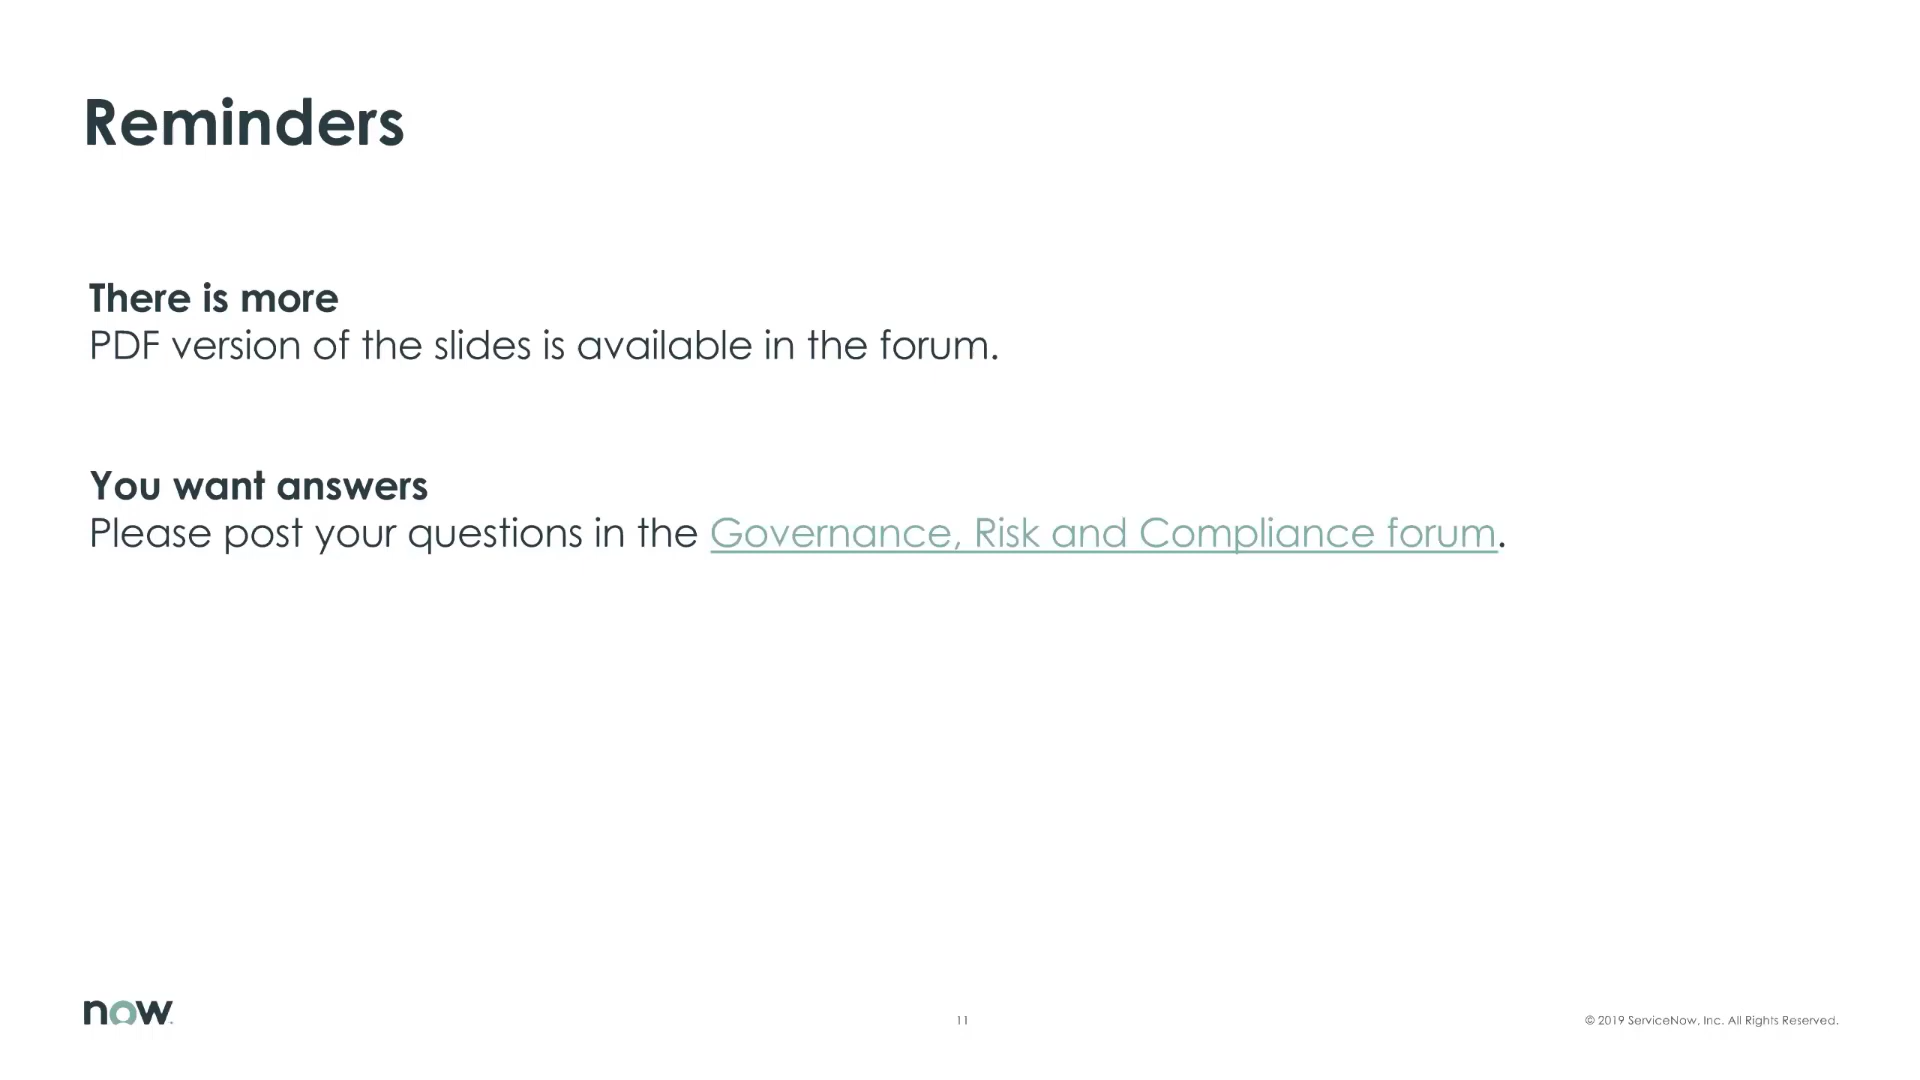 Reminders
There is more
PDF version of the slides is available in the forum.
You want answers
Please post your questions in the Governance, Risk and Compliance forum.
now.
11
© 2019 ServiceNow, Inc. All Rights Reserved.